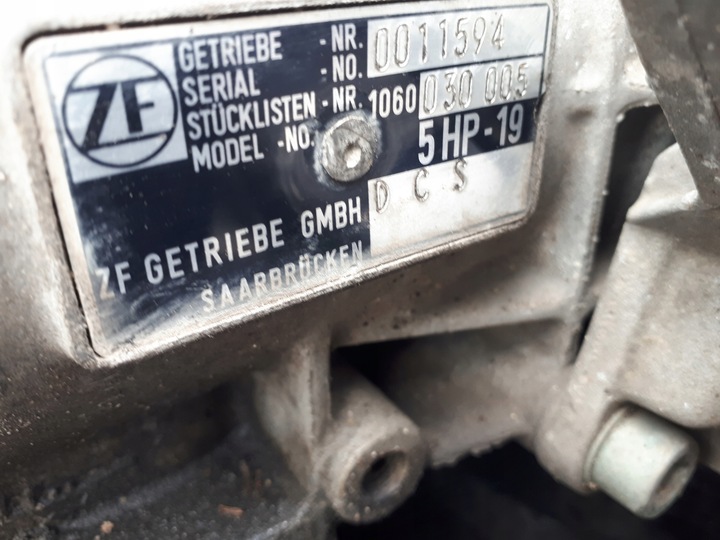 ZF
GETRIEBE - NR. 0011594
SERIAL - NO.
STÜCKLISTEN - NR. 1060 030 005
MODEL - NO. 5 HP - 19
D C S
ZF GETRIEBE GMBH
SAARBRÜCKEN